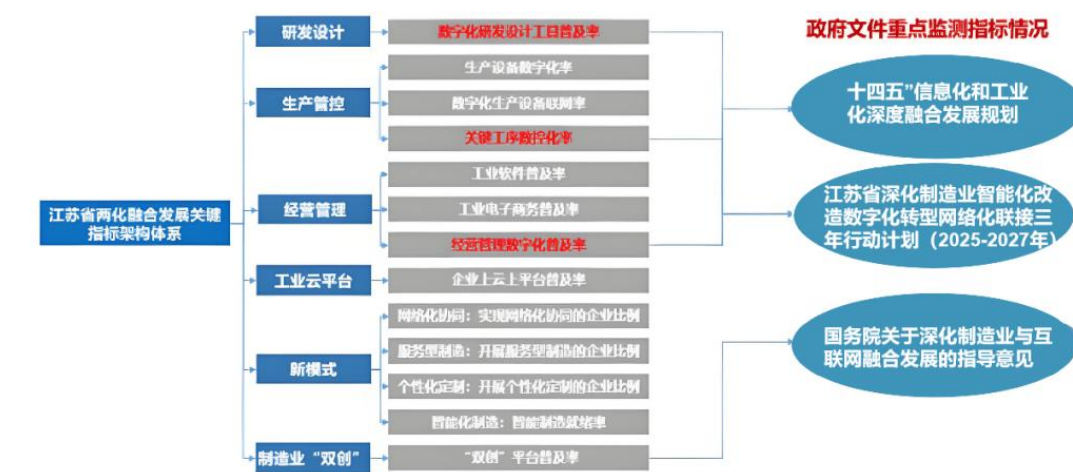 研发设计
数字化研发设计工具普及率
政府文件重点监测指标情况
生产管控
生产设备数字化率
数字化生产设备联网率
关键工序数控化率
十四五”信息化和工业
化深度融合发展规划
江苏省两化融合发展关键
指标架构体系
经营管理
工业软件普及率
工业电子商务普及率
经营管理数字化普及率
江苏省深化制造业智能化改
造数字化转型网络化联接三
年行动计划（2025-2027年）
工业云平台
企业上云上平台普及率
新模式
网络化协同：实现网络化协同的企业比例
服务型制造：开展服务型制造的企业比例
个性化定制：开展个性化定制的企业比例
智能化制造：智能制造就绪率
国务院关于深化制造业与互
联网融合发展的指导意见
制造业“双创”
“双创”平台普及率